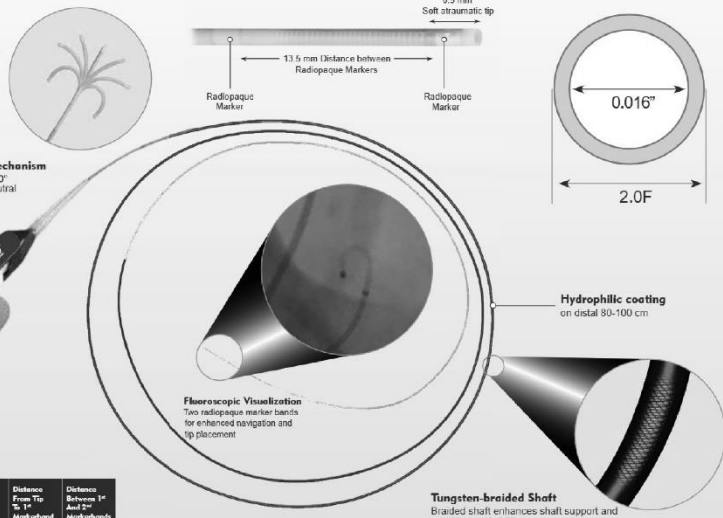 Soft atraumatic tip
13.5 mm Distance between
Radiopaque Markers
Radiopaque
Marker
Radiopaque
Marker
0.016"
2.0F
Hydrophilic coating
on distal 80-100 cm
Fluoroscopic Visualization
Two radiopaque marker bands
for enhanced navigation and
tip placement
Distance
From Tip
To 1st
Markerband
Distance
Between 1st
And 2nd
Markerbands
Tungsten-braided Shaft
Braided shaft enhances shaft support and